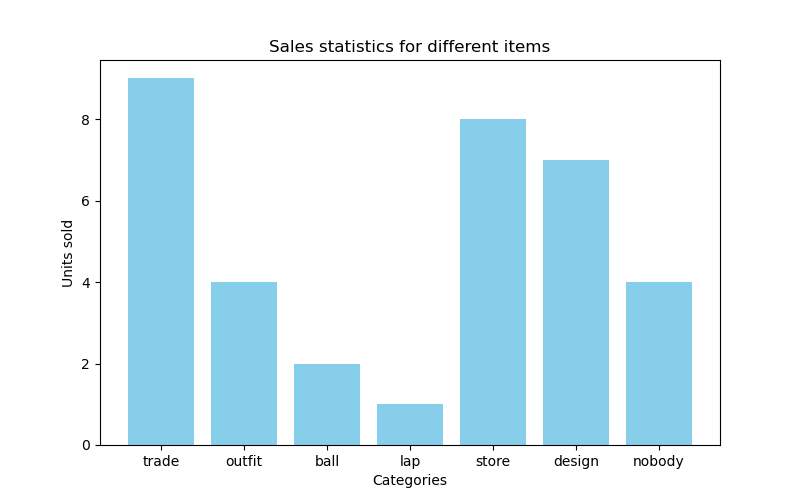 Sales statistics for different items
Units sold
8
6
4
2
0
trade outfit ball lap store design nobody
Categories